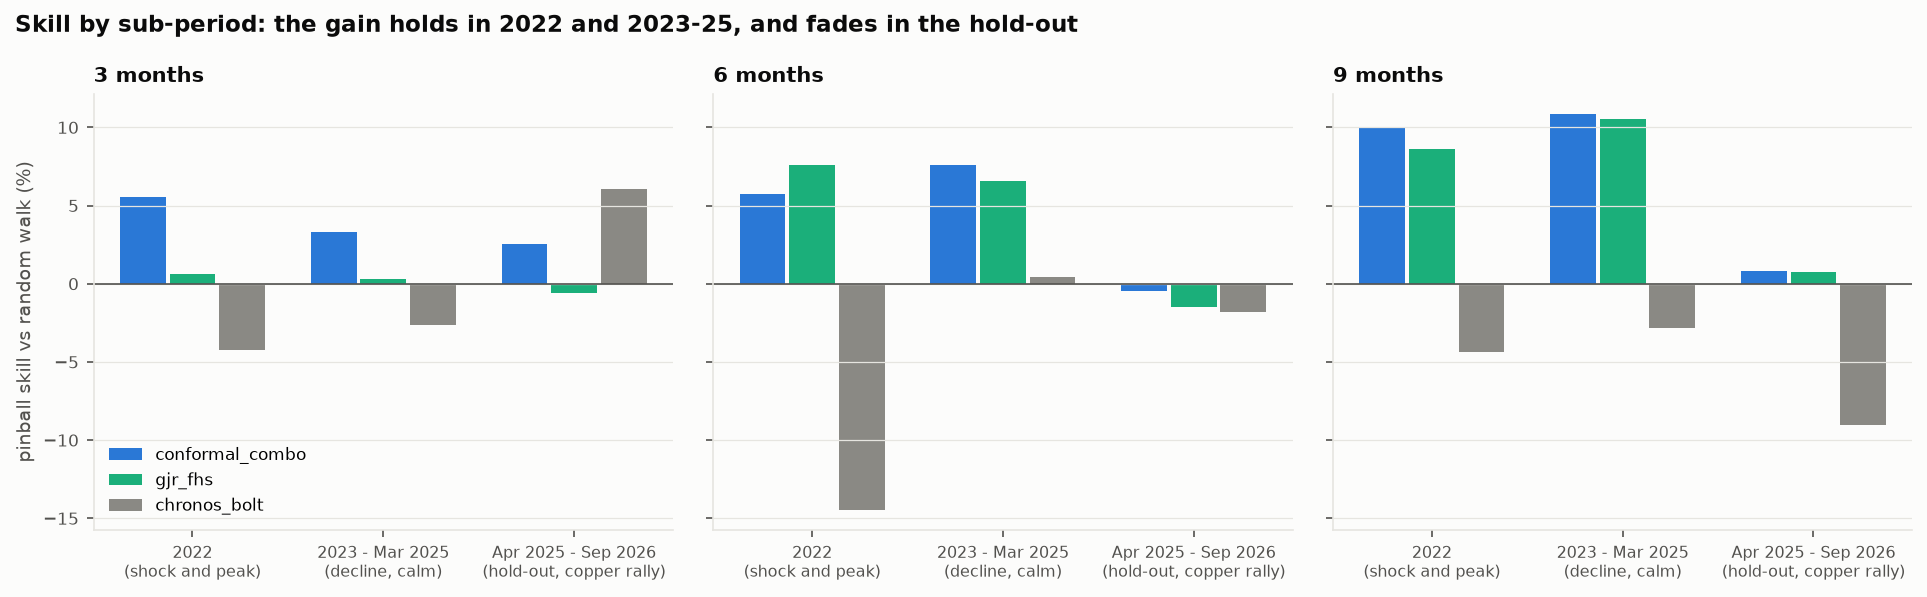 Skill by sub-period: the gain holds in 2022 and 2023-25, and fades in the hold-out
3 months
6 months
9 months
pinball skill vs random walk (%)
10
5
0
−5
−10
−15
conformal_combo
gjr_fhs
chronos_bolt
2022
(shock and peak)
2023 - Mar 2025
(decline, calm)
Apr 2025 - Sep 2026
(hold-out, copper rally)
2022
(shock and peak)
2023 - Mar 2025
(decline, calm)
Apr 2025 - Sep 2026
(hold-out, copper rally)
2022
(shock and peak)
2023 - Mar 2025
(decline, calm)
Apr 2025 - Sep 2026
(hold-out, copper rally)